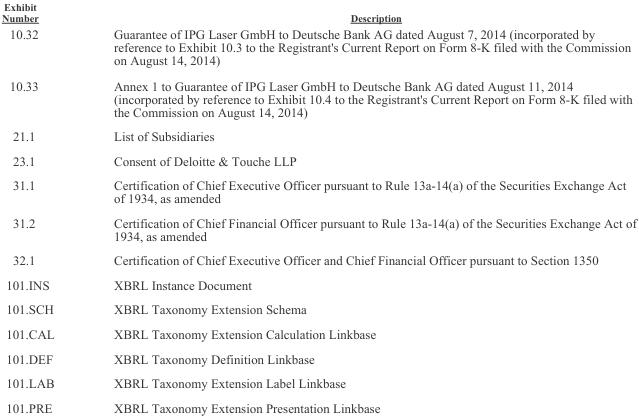 Exhibit
Number Description
10.32 Guarantee of IPG Laser GmbH to Deutsche Bank AG dated August 7, 2014 (incorporated by
reference to Exhibit 10.3 to the Registrant's Current Report on Form 8-K filed with the Commission
on August 14, 2014)
10.33 Annex 1 to Guarantee of IPG Laser GmbH to Deutsche Bank AG dated August 11, 2014
(incorporated by reference to Exhibit 10.4 to the Registrant's Current Report on Form 8-K filed with
the Commission on August 14, 2014)
21.1 List of Subsidiaries
23.1 Consent of Deloitte & Touche LLP
31.1 Certification of Chief Executive Officer pursuant to Rule 13a-14(a) of the Securities Exchange Act
of 1934, as amended
31.2 Certification of Chief Financial Officer pursuant to Rule 13a-14(a) of the Securities Exchange Act of
1934, as amended
32.1 Certification of Chief Executive Officer and Chief Financial Officer pursuant to Section 1350
101.INS XBRL Instance Document
101.SCH XBRL Taxonomy Extension Schema
101.CAL XBRL Taxonomy Extension Calculation Linkbase
101.DEF XBRL Taxonomy Definition Linkbase
101.LAB XBRL Taxonomy Extension Label Linkbase
101.PRE XBRL Taxonomy Extension Presentation Linkbase